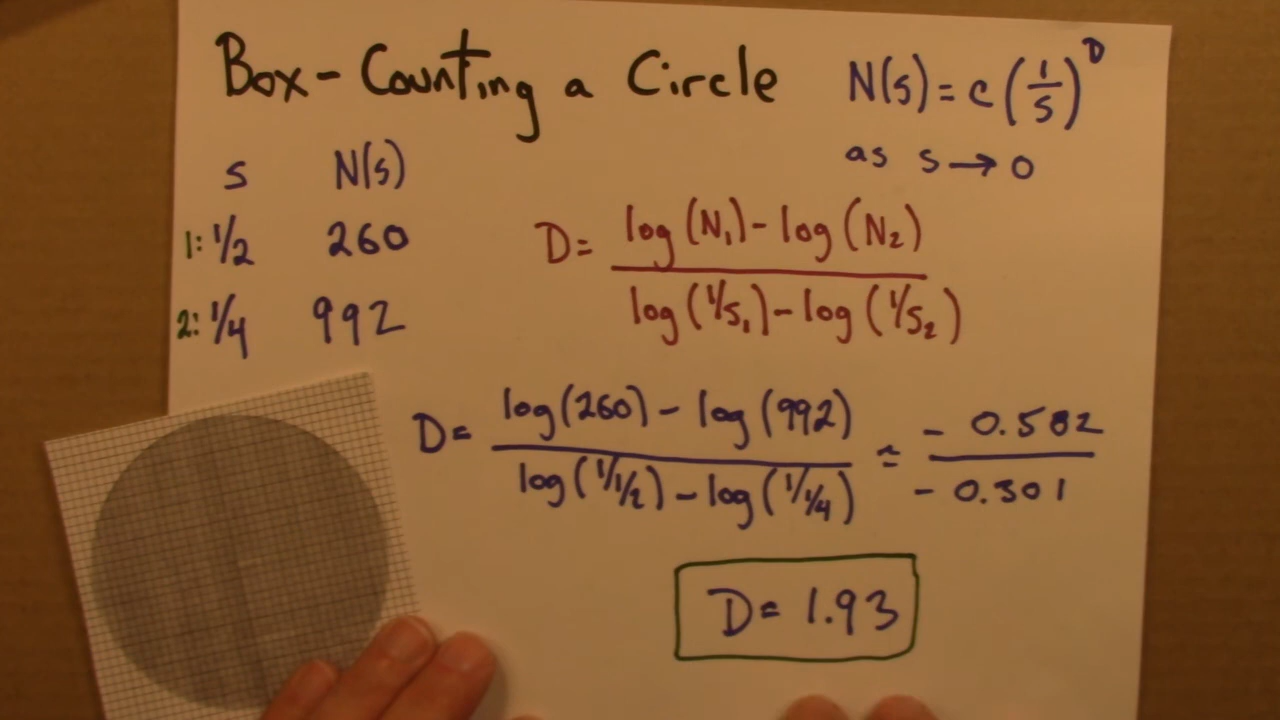 Box-Counting a Circle
N(s) = c (1/s)^D
as s → 0
s N(s)
1: 1/2 260
2: 1/4 992
D= log(N₁)- log(N₂)
log(1/s₁)-log(1/s₂)
D= log(260) - log(992) ≈ - 0.582
log(1/1/2) - log(1/1/4) - 0.301
D= 1.93